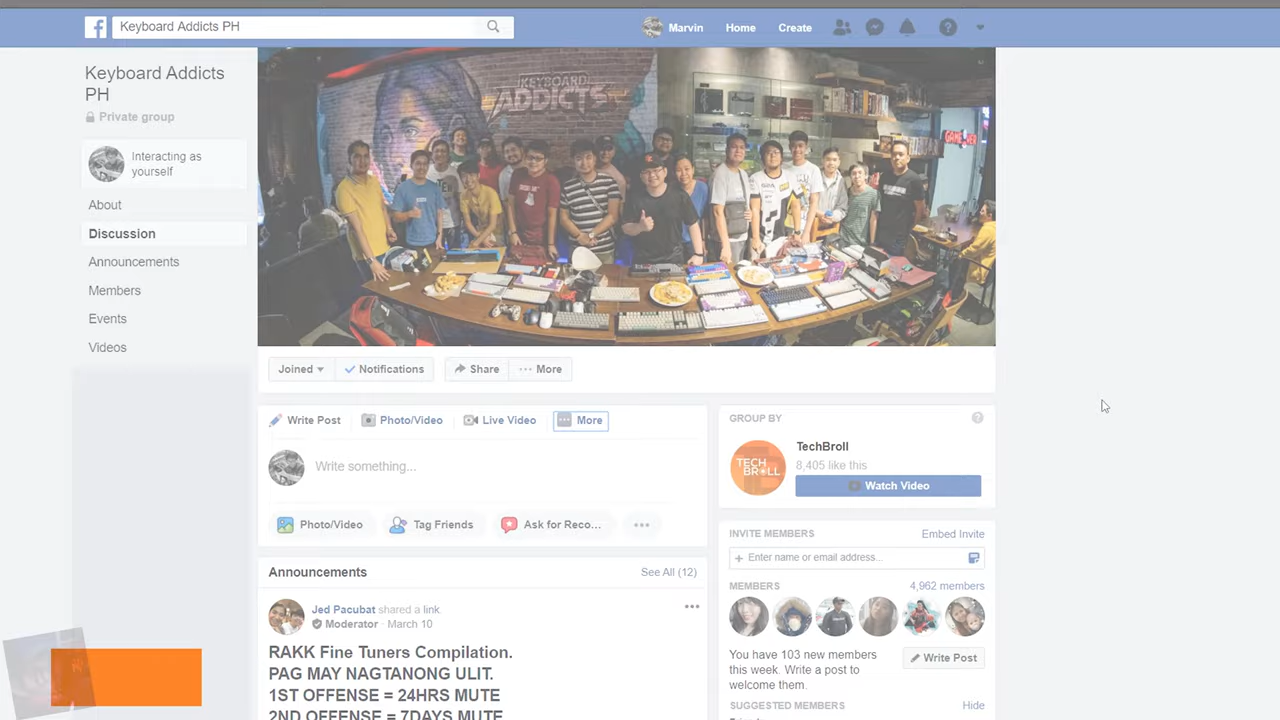 Keyboard Addicts PH
Marvin
Home
Create
Keyboard Addicts
PH
Private group
Interacting as
yourself
About
Discussion
Announcements
Members
Events
Videos
KEYBOARD
ADDICTS
Joined
Notifications
Share
More
Write Post
Photo/Video
Live Video
More
Write something...
Photo/Video
Tag Friends
Ask for Reco...
Announcements
See All (12)
Jed Pacubat shared a link.
Moderator · March 10
RAKK Fine Tuners Compilation.
PAG MAY NAGTANONG ULIT.
1ST OFFENSE = 24HRS MUTE
2ND OFFENSE = 7DAYS MUTE
GROUP BY
TECH
BROLL
TechBroll
8,405 like this
Watch Video
INVITE MEMBERS
Embed Invite
Enter name or email address...
MEMBERS
4,962 members
You have 103 new members
this week. Write a post to
welcome them.
Write Post
SUGGESTED MEMBERS
Hide